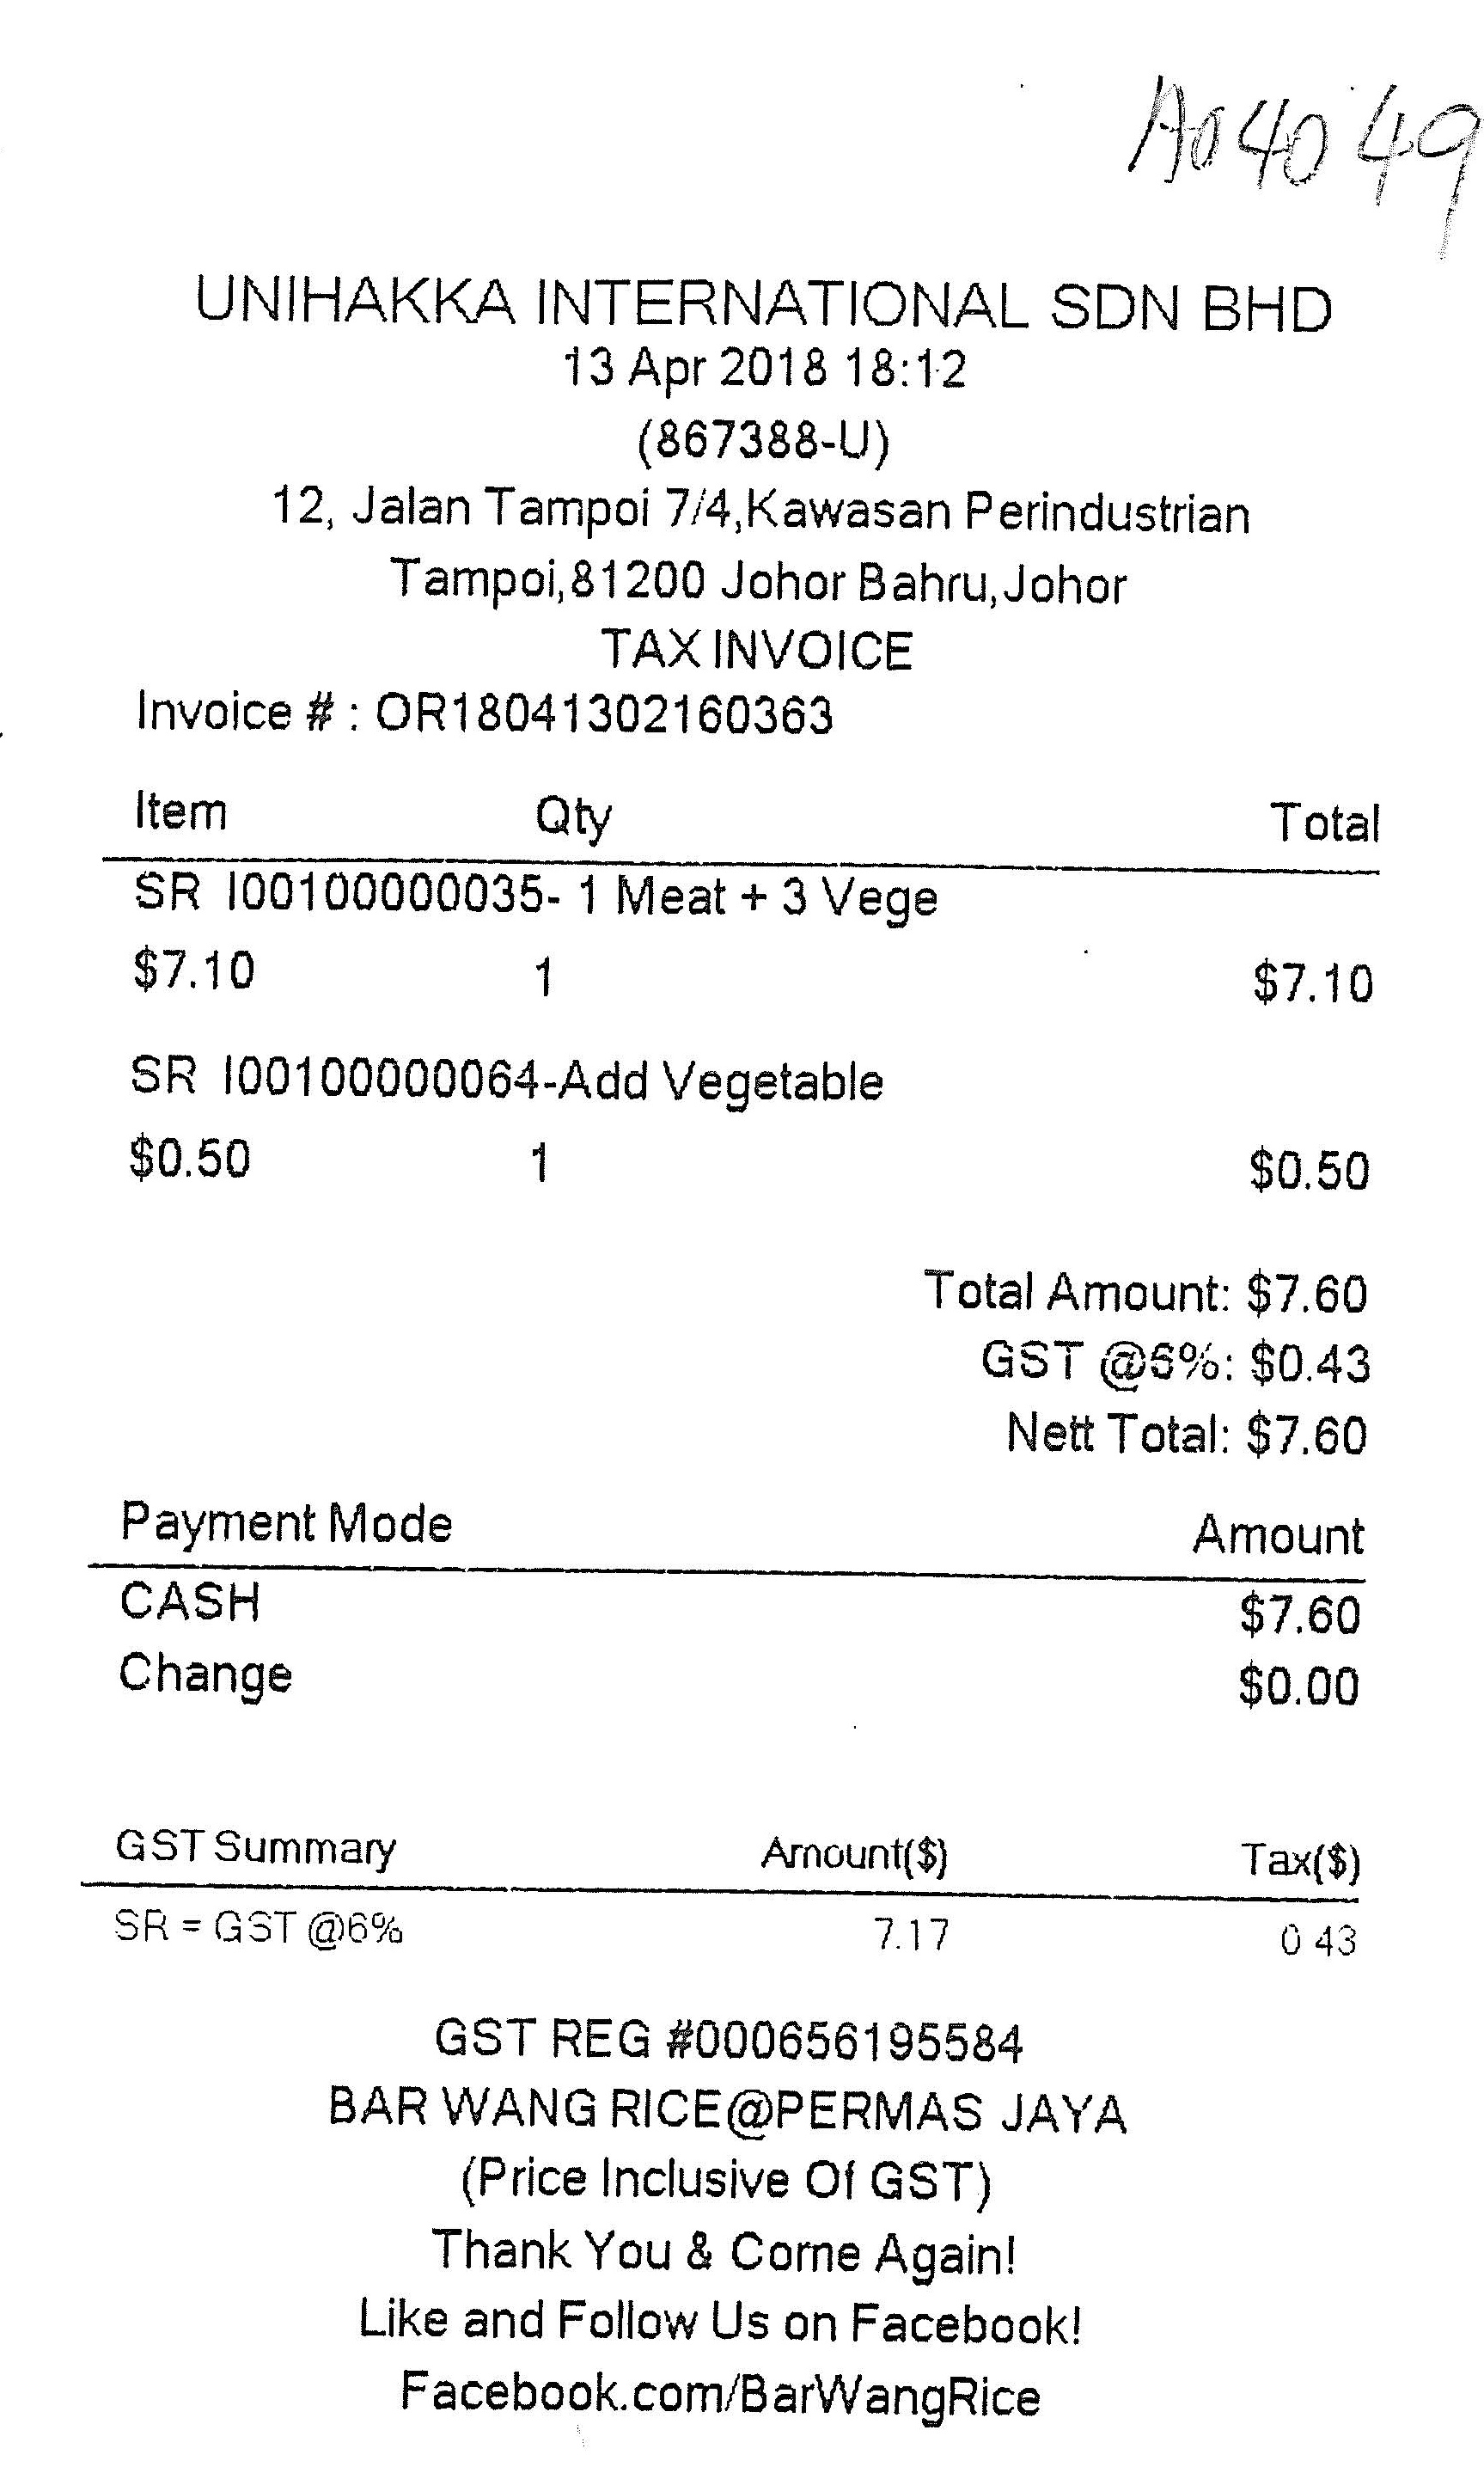 A04049
UNIHAKKA INTERNATIONAL SDN BHD
13 Apr 2018 18:12
(867388-U)
12, Jalan Tampoi 7/4,Kawasan Perindustrian
Tampoi,81200 Johor Bahru,Johor
TAX INVOICE
Invoice # : OR18041302160363
Item Qty Total
SR I00100000035- 1 Meat + 3 Vege
$7.10 1 $7.10
SR I00100000064-Add Vegetable
$0.50 1 $0.50
Total Amount: $7.60
GST @6%: $0.43
Nett Total: $7.60
Payment Mode Amount
CASH $7.60
Change $0.00
GST Summary Amount($) Tax($)
SR = GST @6% 7.17 0.43
GST REG #000656195584
BAR WANG RICE@PERMAS JAYA
(Price Inclusive Of GST)
Thank You & Come Again!
Like and Follow Us on Facebook!
Facebook.com/BarWangRice